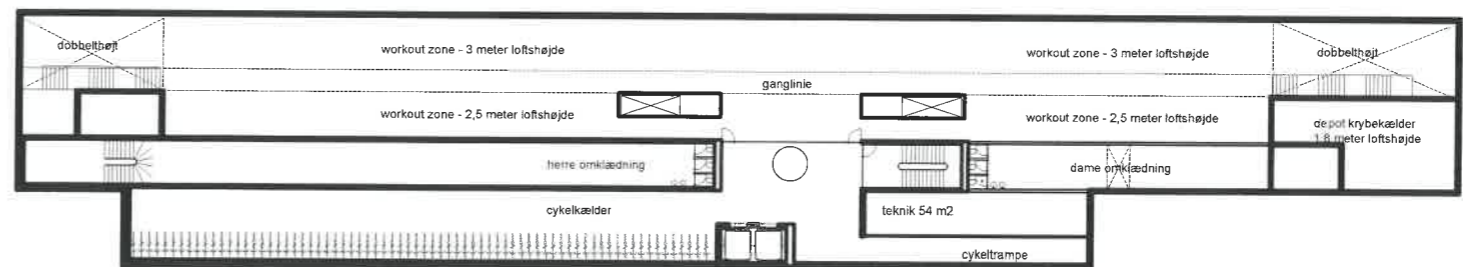 dobbelthøjt
workout zone - 3 meter loftshøjde
workout zone - 3 meter loftshøjde
dobbelthøjt
ganglinie
workout zone - 2,5 meter loftshøjde
workout zone - 2,5 meter loftshøjde
depot krybekælder
1,8 meter loftshøjde
herre omklædning
dame omklædning
cykelkælder
teknik 54 m2
cykeltrampe